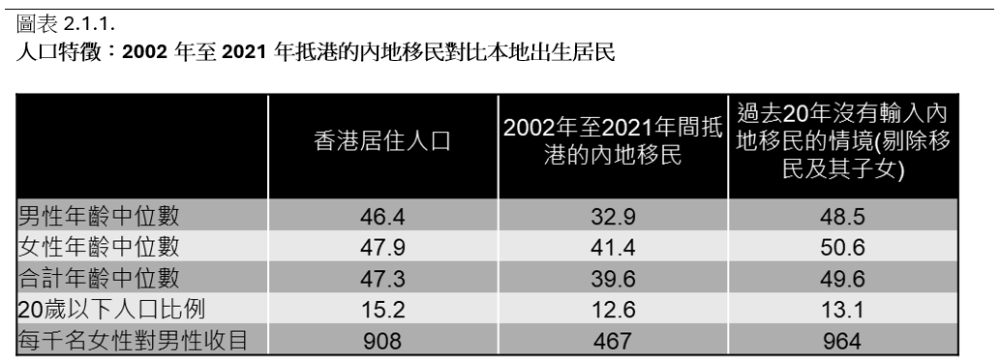 圖表 2.1.1.
人口特徵：2002 年至 2021 年抵港的內地移民對比本地出生居民
香港居住人口
2002年至2021年間抵
港的內地移民
過去20年沒有輸入內
地移民的情境(剔除移
民及其子女)
男性年齡中位數 46.4 32.9 48.5
女性年齡中位數 47.9 41.4 50.6
合計年齡中位數 47.3 39.6 49.6
20歲以下人口比例 15.2 12.6 13.1
每千名女性對男性收目 908 467 964